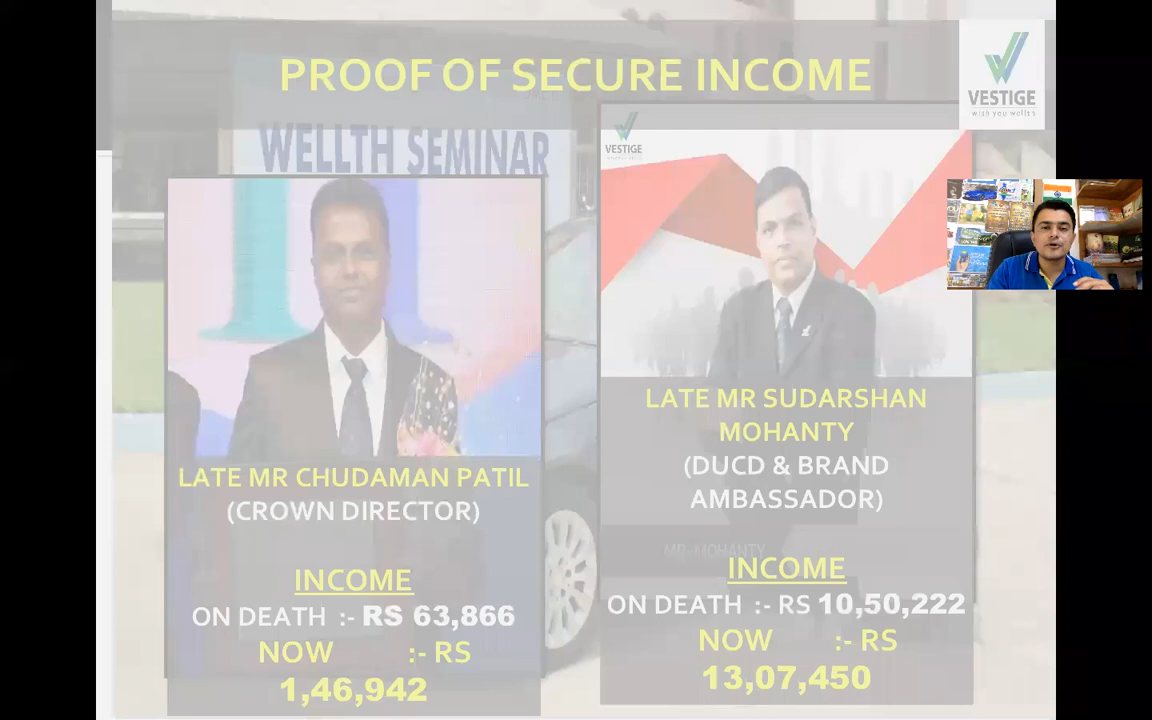 PROOF OF SECURE INCOME
VESTIGE
wish you wellth
WELLTH SEMINAR
LATE MR CHUDAMAN PATIL
(CROWN DIRECTOR)
INCOME
ON DEATH :- RS 63,866
NOW :- RS
1,46,942
VESTIGE
LATE MR SUDARSHAN
MOHANTY
(DUCD & BRAND
AMBASSADOR)
MR. MOHANTY
INCOME
ON DEATH :- RS 10,50,222
NOW :- RS
13,07,450